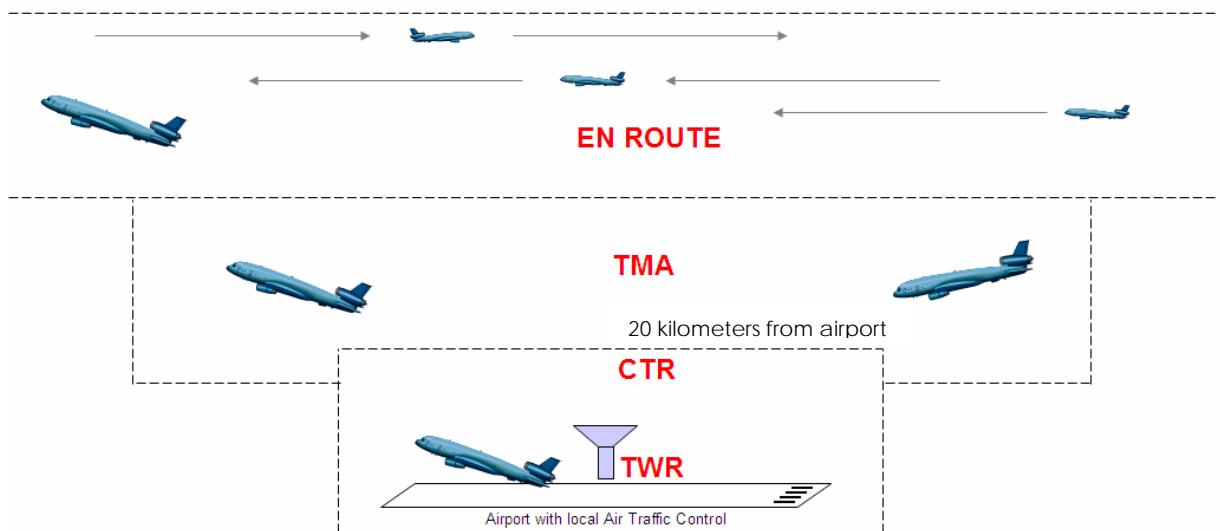 EN ROUTE
TMA
20 kilometers from airport
CTR
TWR
Airport with local Air Traffic Control